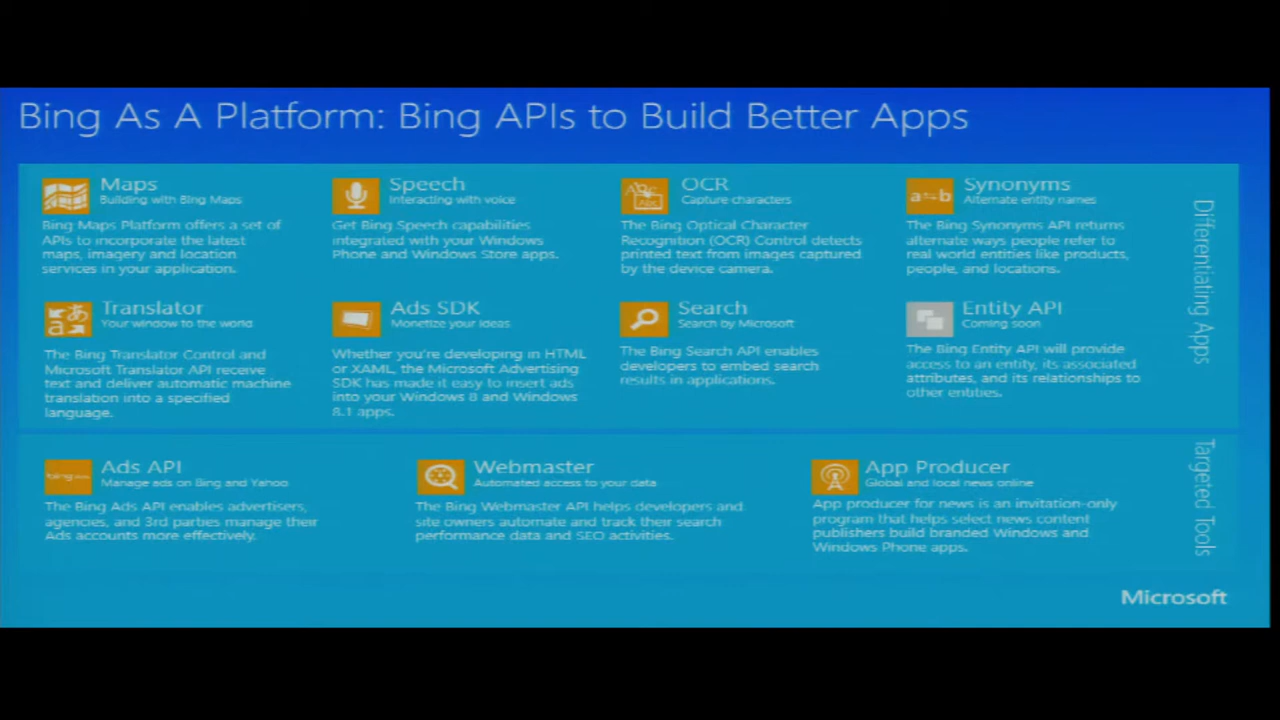 Bing As A Platform: Bing APIs to Build Better Apps
Maps
Building with Bing Maps
Bing Maps Platform offers a set of
APIs to incorporate the latest
maps, imagery and location
services in your application.
Speech
Interacting with voice
Get Bing Speech capabilities
integrated with your Windows
Phone and Windows Store apps.
OCR
Capture characters
The Bing Optical Character
Recognition (OCR) Control detects
printed text from images captured
by the device camera.
Synonyms
Alternate entity names
a↔b
The Bing Synonyms API returns
alternate ways people refer to
real world entities like products,
people, and locations.
Translator
Your window to the world
The Bing Translator Control and
Microsoft Translator API receive
text and deliver automatic machine
translation into a specified
language.
Ads SDK
Monetize your ideas
Whether you're developing in HTML
or XAML, the Microsoft Advertising
SDK has made it easy to insert ads
into your Windows 8 and Windows
8.1 apps.
Search
Search by Microsoft
The Bing Search API enables
developers to embed search
results in applications.
Entity API
Coming soon
The Bing Entity API will provide
access to an entity, its associated
attributes, and its relationships to
other entities.
Differentiating Apps
Ads API
Manage ads on Bing and Yahoo
bing
The Bing Ads API enables advertisers,
agencies, and 3rd parties manage their
Ads accounts more effectively.
Webmaster
Automated access to your data
The Bing Webmaster API helps developers and
site owners automate and track their search
performance data and SEO activities.
App Producer
Global and local news online
App producer for news is an invitation-only
program that helps select news content
publishers build branded Windows and
Windows Phone apps.
Targeted Tools
Microsoft